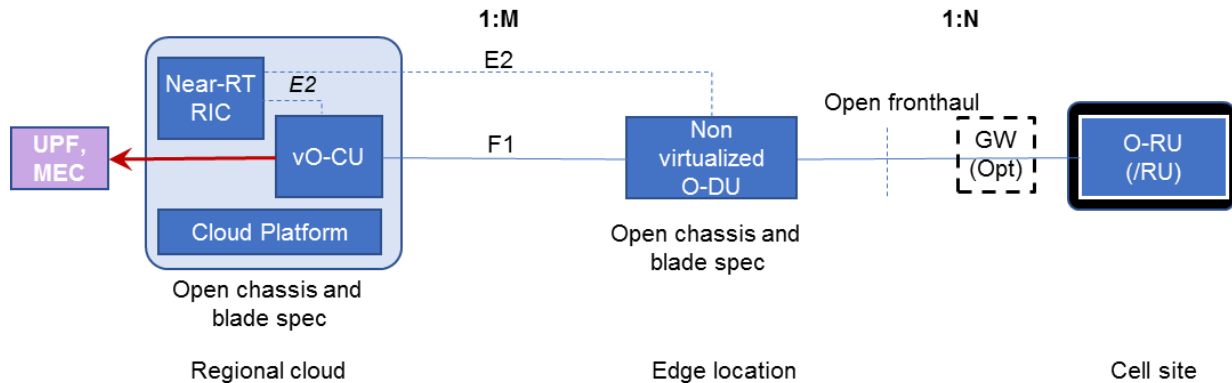 1:M
1:N
Near-RT
RIC
E2
E2
Open fronthaul
UPF,
MEC
vO-CU
F1
Non
virtualized
O-DU
GW
(Opt)
O-RU
(/RU)
Cloud Platform
Open chassis and
blade spec
Open chassis and
blade spec
Regional cloud
Edge location
Cell site